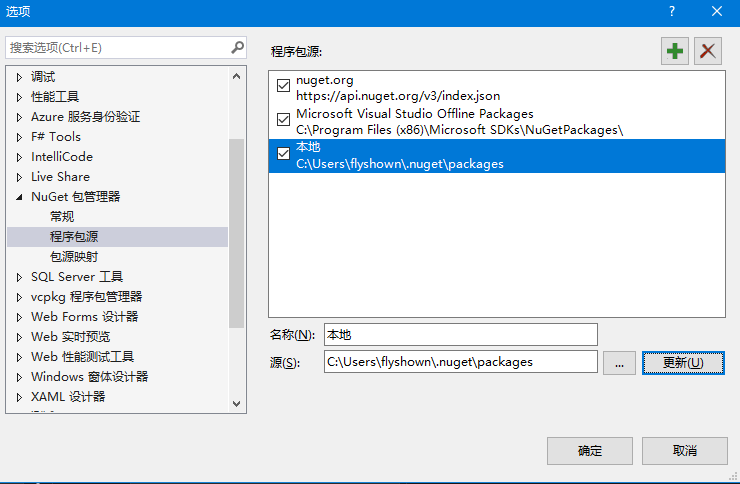 选项
?
搜索选项(Ctrl+E)
调试
性能工具
Azure 服务身份验证
F# Tools
IntelliCode
Live Share
NuGet 包管理器
常规
程序包源
包源映射
SQL Server 工具
vcpkg 程序包管理器
Web Forms 设计器
Web 实时预览
Web 性能测试工具
Windows 窗体设计器
XAML 设计器
程序包源:
nuget.org
https://api.nuget.org/v3/index.json
Microsoft Visual Studio Offline Packages
C:\Program Files (x86)\Microsoft SDKs\NuGetPackages\
本地
C:\Users\flyshown\.nuget\packages
名称(N): 本地
源(S): C:\Users\flyshown\.nuget\packages ... 更新(U)
确定 取消